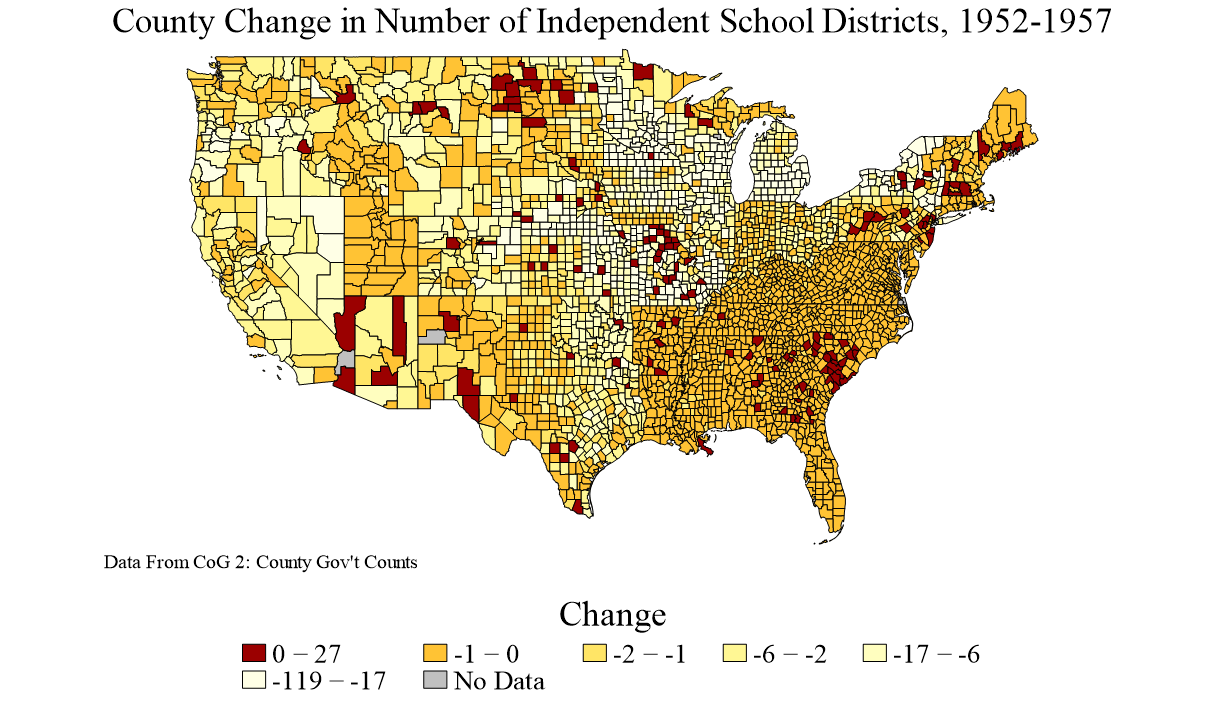 County Change in Number of Independent School Districts, 1952-1957
Data From CoG 2: County Gov't Counts
Change
0 − 27
-1 − 0
-2 − -1
-6 − -2
-17 − -6
-119 − -17
No Data